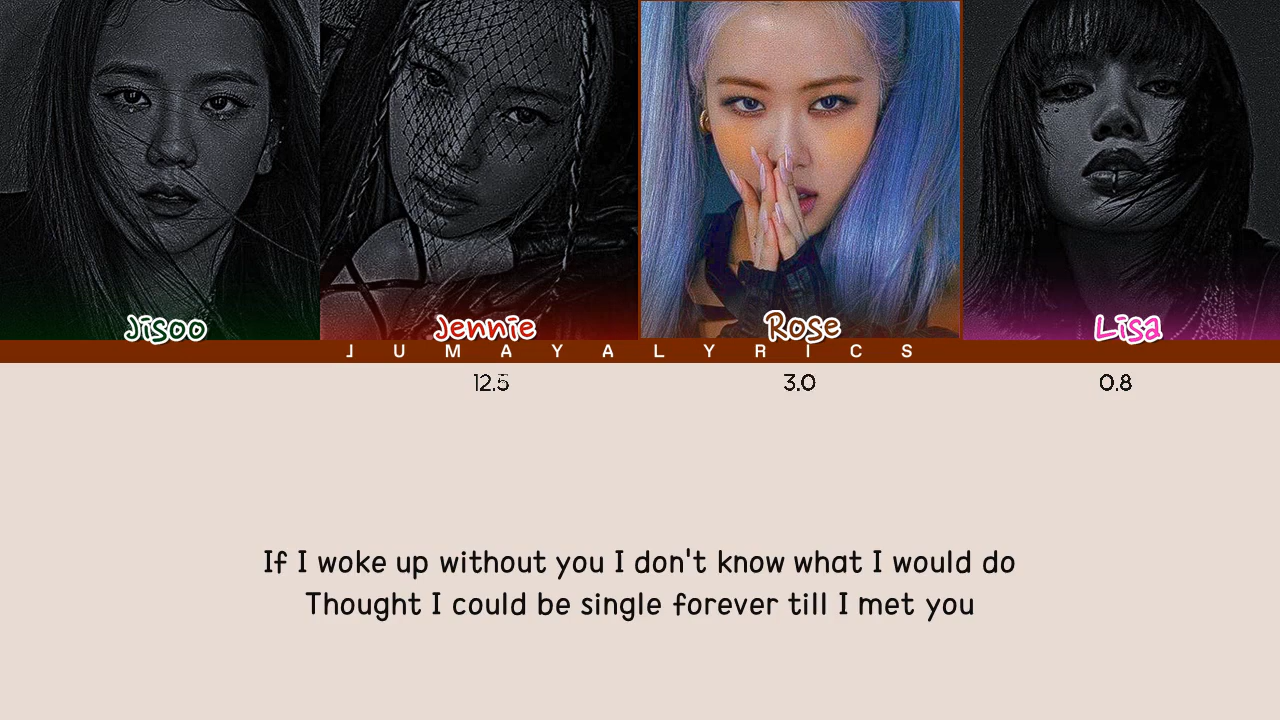 Jisoo Jennie Rose Lisa
JUMAYALYRICS
12.5 3.0 0.8
If I woke up without you I don't know what I would do
Thought I could be single forever till I met you